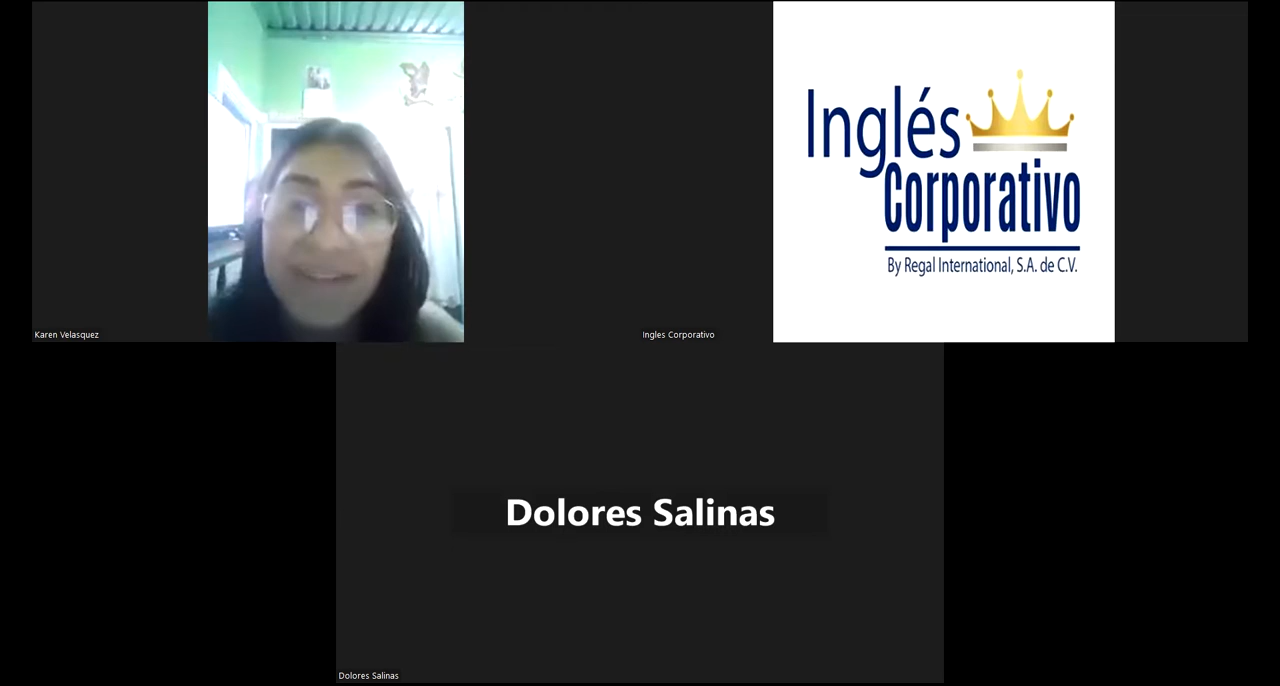 Inglés
Corporativo
By Regal International, S.A. de C.V.
Karen Velasquez
Ingles Corporativo
Dolores Salinas
Dolores Salinas